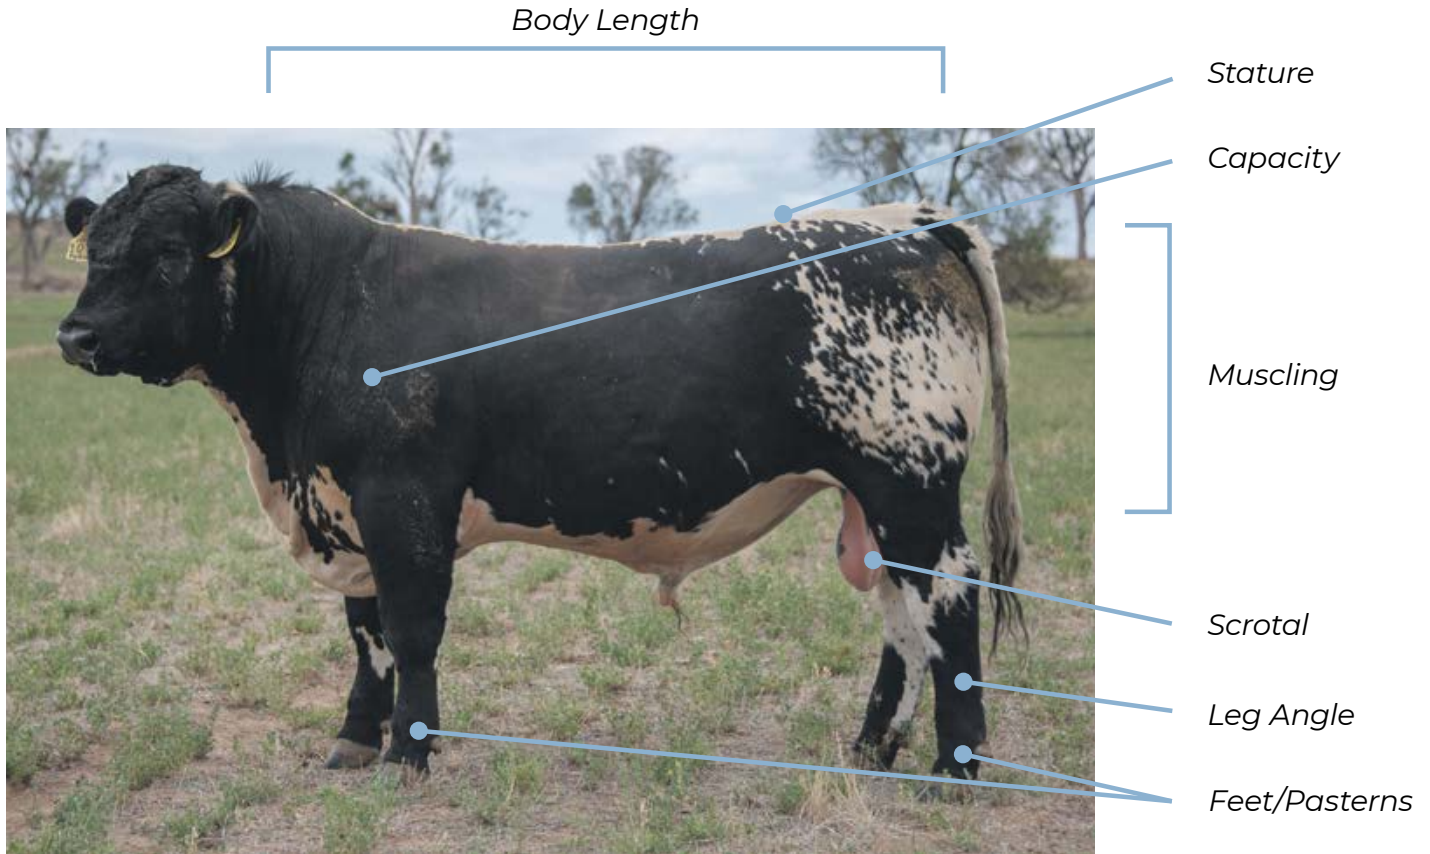 Body Length
Stature
Capacity
Muscling
Scrotal
Leg Angle
Feet/Pasterns